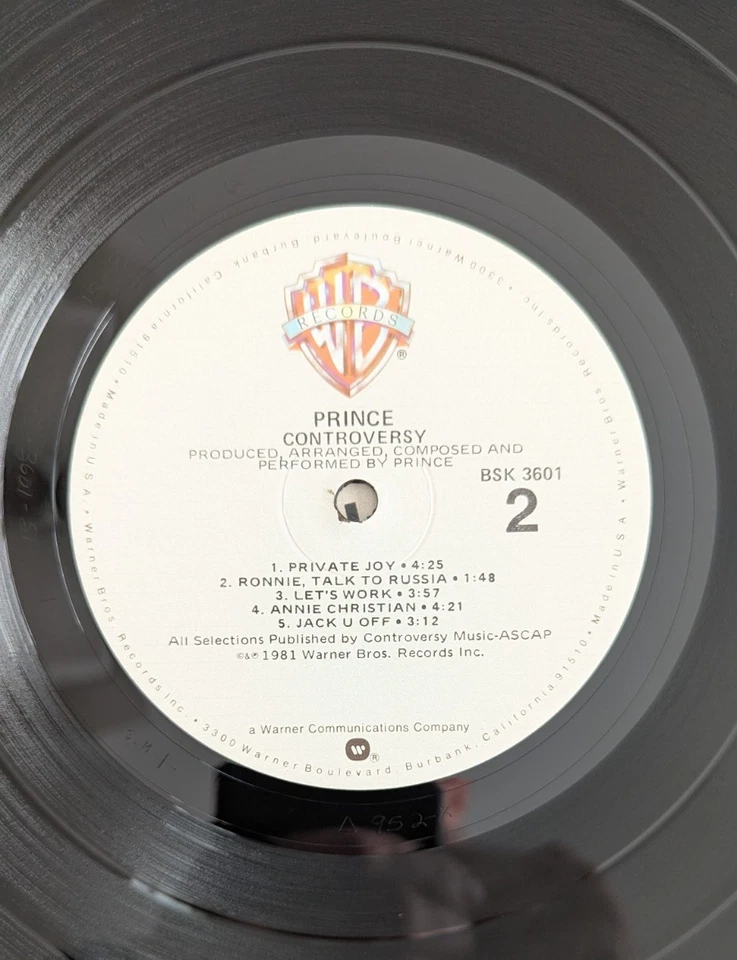 WB
RECORDS
®
PRINCE
CONTROVERSY
PRODUCED, ARRANGED, COMPOSED AND
PERFORMED BY PRINCE
BSK 3601
2
1. PRIVATE JOY • 4:25
2. RONNIE, TALK TO RUSSIA • 1:48
3. LET'S WORK • 3:57
4. ANNIE CHRISTIAN • 4:21
5. JACK U OFF • 3:12
All Selections Published by Controversy Music-ASCAP
©&℗ 1981 Warner Bros. Records Inc.
a Warner Communications Company
®
Made in USA • Warner Bros. Records Inc. • 3300 Warner Boulevard, Burbank, California 91510 • Made in USA • Warner Bros Records Inc • 3300 Warner Boulevard, Burbank, California 91510 •